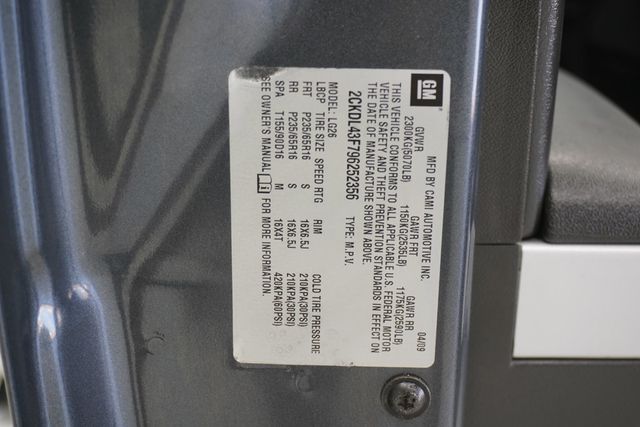 GM
MFD BY CAMI AUTOMOTIVE INC. 04/09
GVWR GAWR FRT GAWR RR
2300KG(5070LB) 1150KG(2535LB) 1175KG(2590LB)
THIS VEHICLE CONFORMS TO ALL APPLICABLE U.S. FEDERAL MOTOR
VEHICLE SAFETY AND THEFT PREVENTION STANDARDS IN EFFECT ON
THE DATE OF MANUFACTURE SHOWN ABOVE.
2CKDL43F796252356 TYPE: M.P.V.
MODEL: LG26
LBCP TIRE SIZE SPEED RTG RIM COLD TIRE PRESSURE
FRT P235/65R16 S 16X6.5J 210KPA(30PSI)
RR P235/65R16 S 16X6.5J 210KPA(30PSI)
SPA T155/90D16 M 16X4T 420KPA(60PSI)
SEE OWNER'S MANUAL FOR MORE INFORMATION.